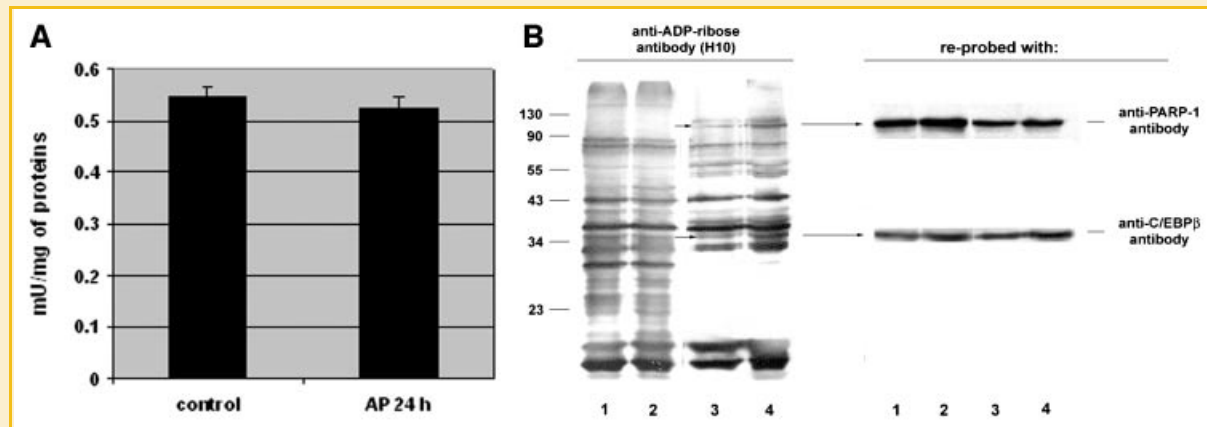 A
0.6
0.5
0.4
0.3
0.2
0.1
0
mU/mg of proteins
control
AP 24 h
B
anti-ADP-ribose
antibody (H10)
130
90
55
43
34
23
1 2 3 4
re-probed with:
anti-PARP-1
antibody
anti-C/EBPβ
antibody
1 2 3 4